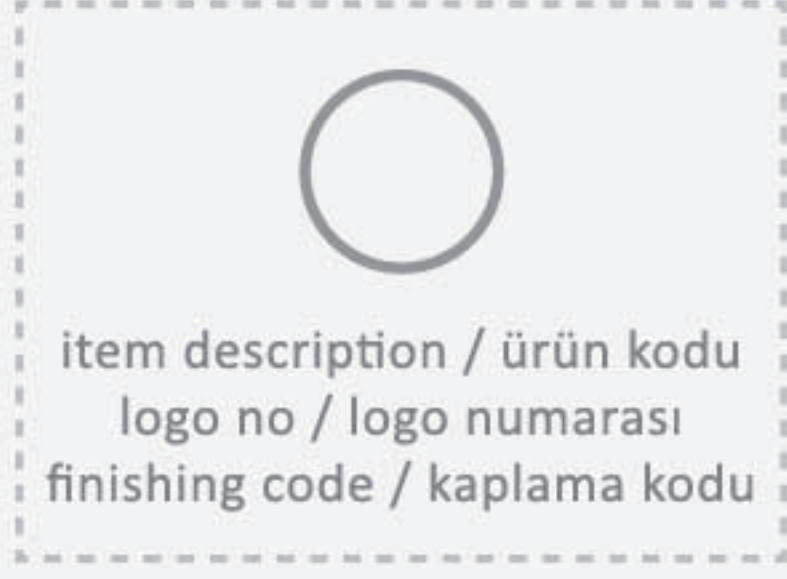 item description / ürün kodu
logo no / logo numarası
finishing code / kaplama kodu